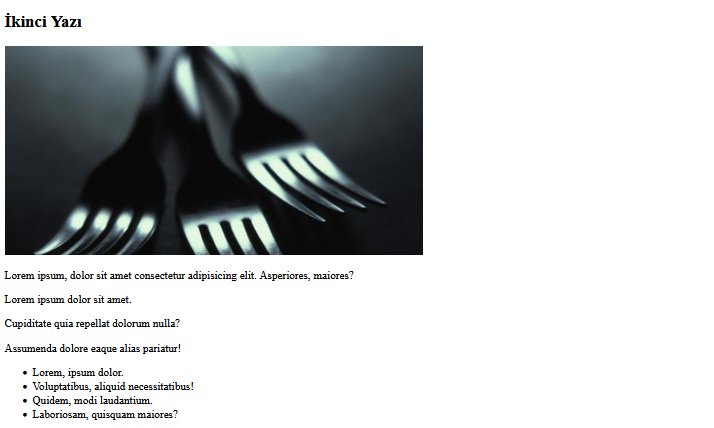 İkinci Yazı
Lorem ipsum, dolor sit amet consectetur adipisicing elit. Asperiores, maiores?
Lorem ipsum dolor sit amet.
Cupiditate quia repellat dolorum nulla?
Assumenda dolore eaque alias pariatur!
• Lorem, ipsum dolor.
• Voluptatibus, aliquid necessitatibus!
• Quidem, modi laudantium.
• Laboriosam, quisquam maiores?